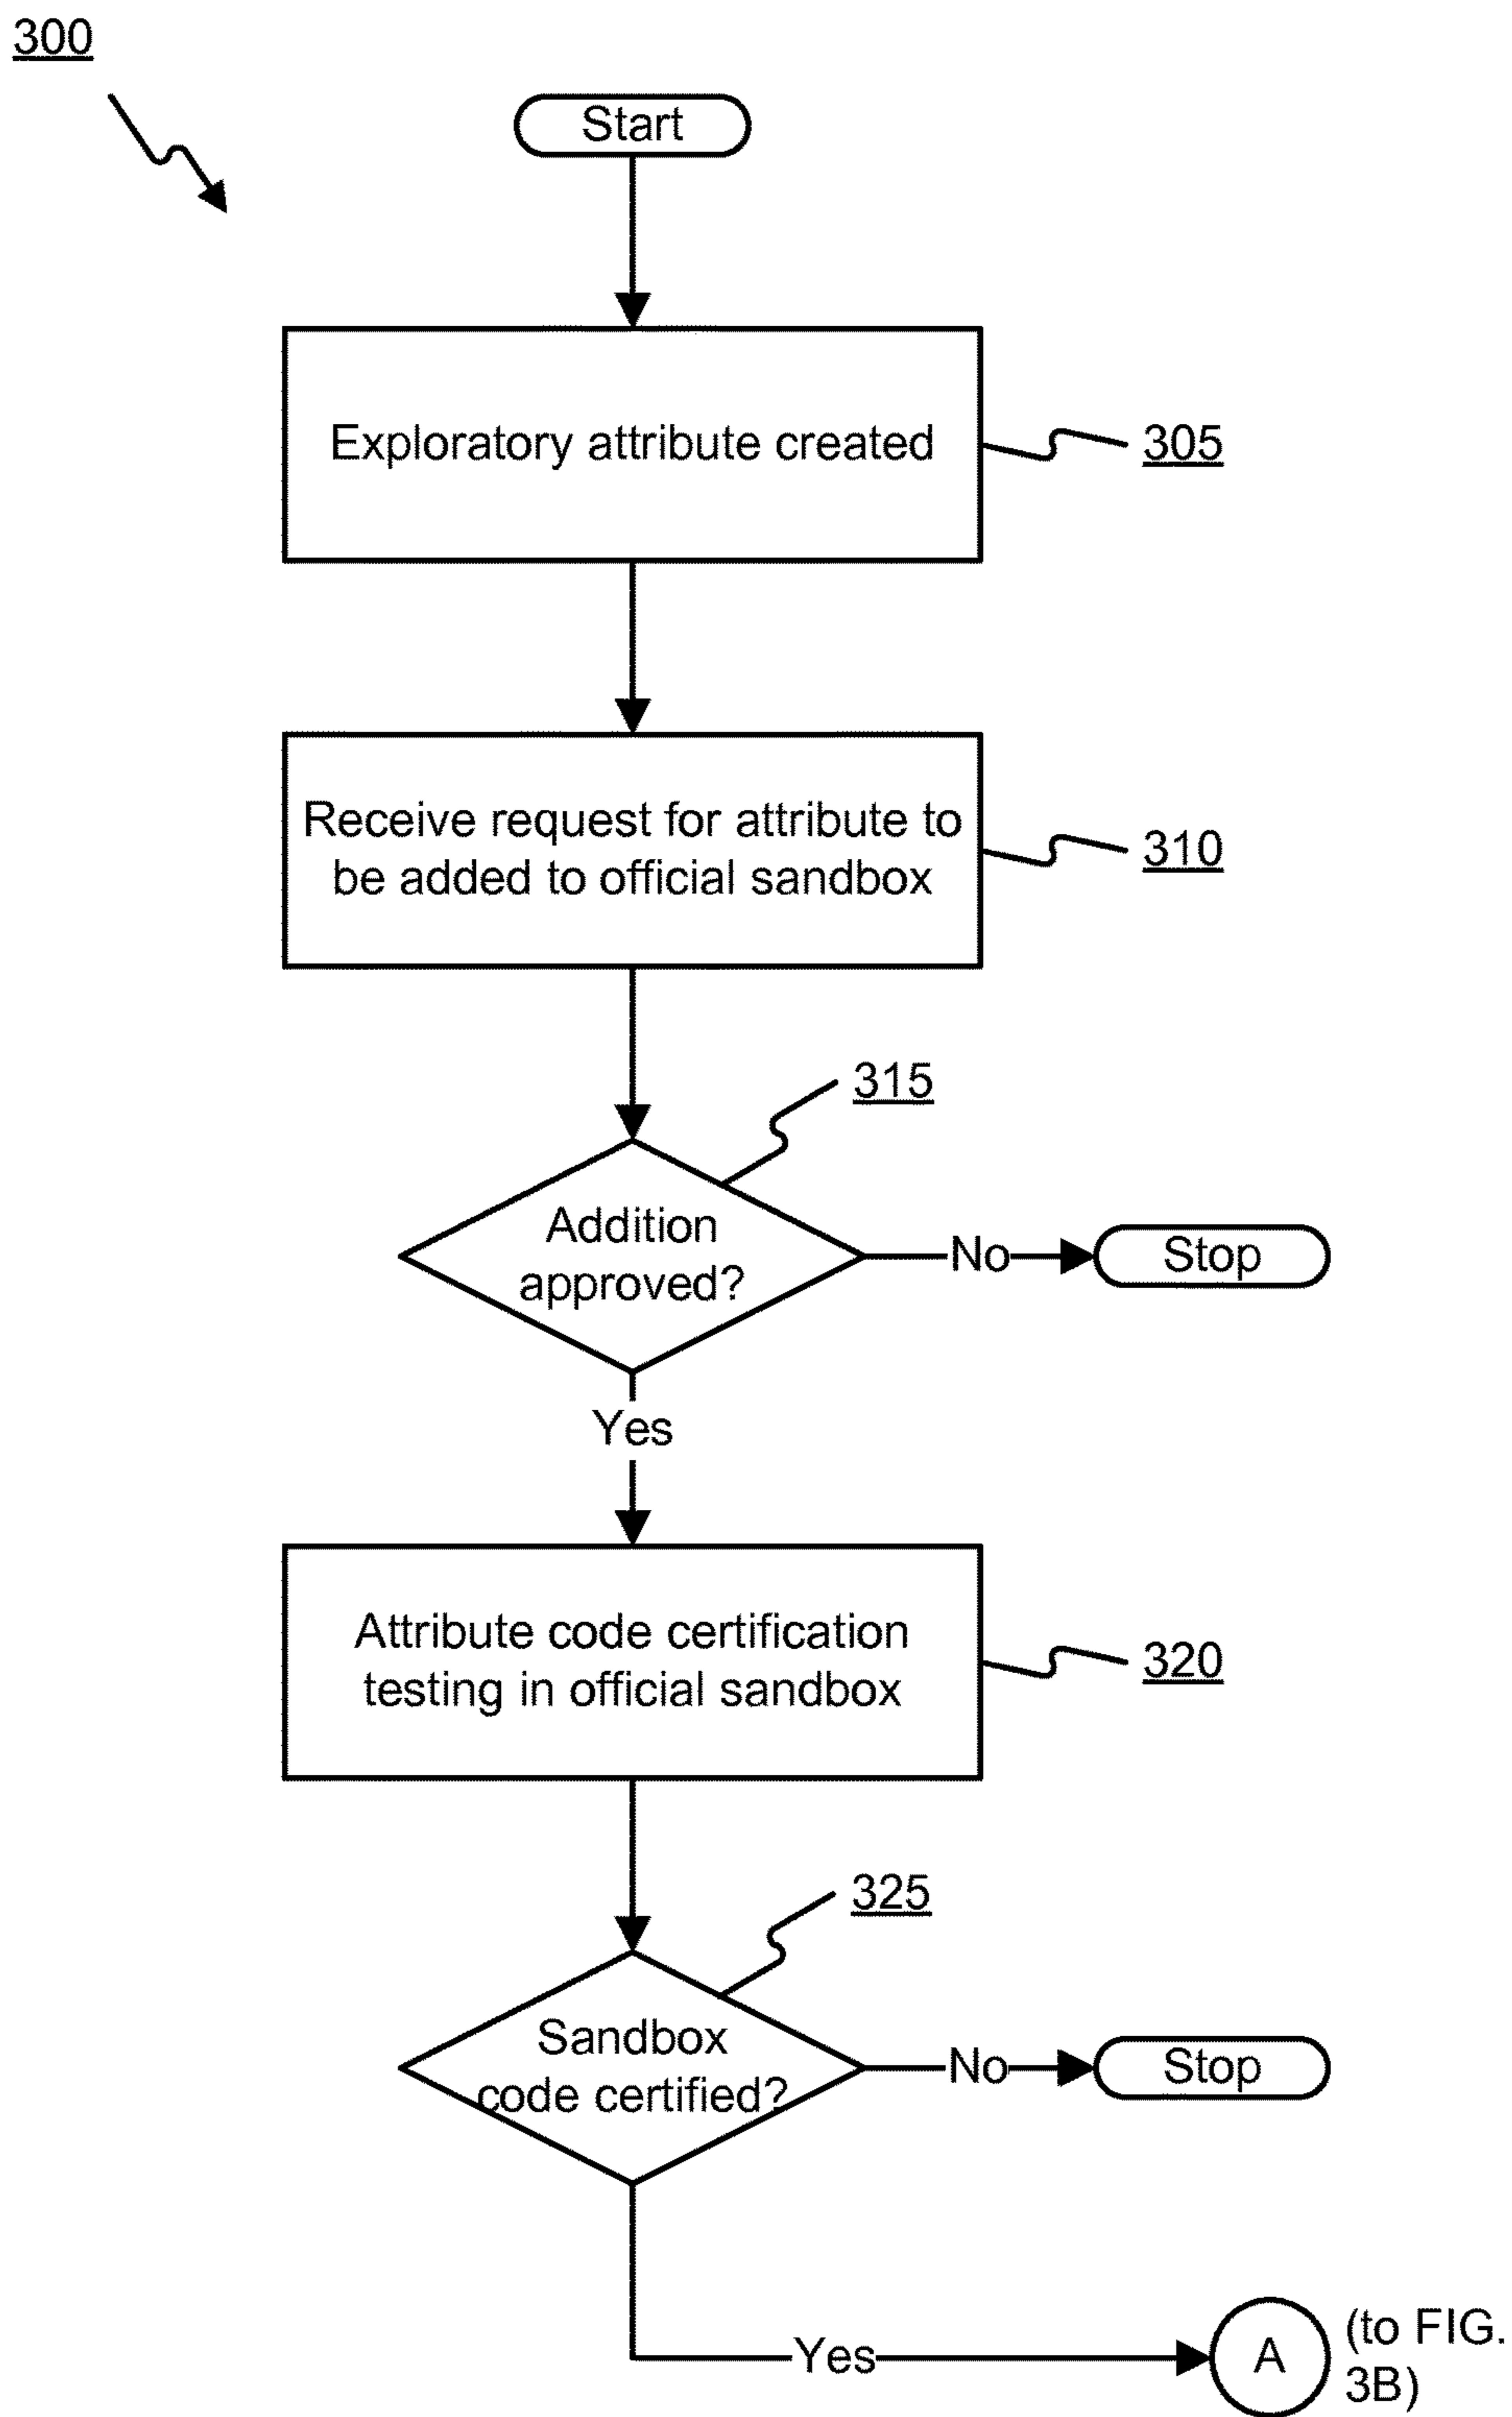 300
Start
Exploratory attribute created
305
Receive request for attribute to
be added to official sandbox
310
315
Addition
approved?
No
Stop
Yes
Attribute code certification
testing in official sandbox
320
325
Sandbox
code certified?
No
Stop
Yes
A
(to FIG.
3B)